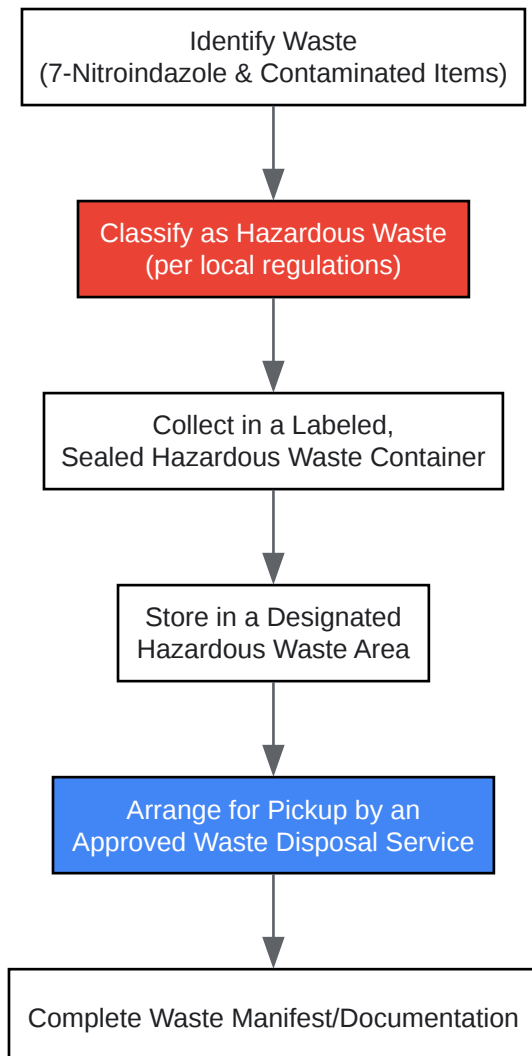 Identify Waste
(7-Nitroindazole & Contaminated Items)
Classify as Hazardous Waste
(per local regulations)
Collect in a Labeled,
Sealed Hazardous Waste Container
Store in a Designated
Hazardous Waste Area
Arrange for Pickup by an
Approved Waste Disposal Service
Complete Waste Manifest/Documentation